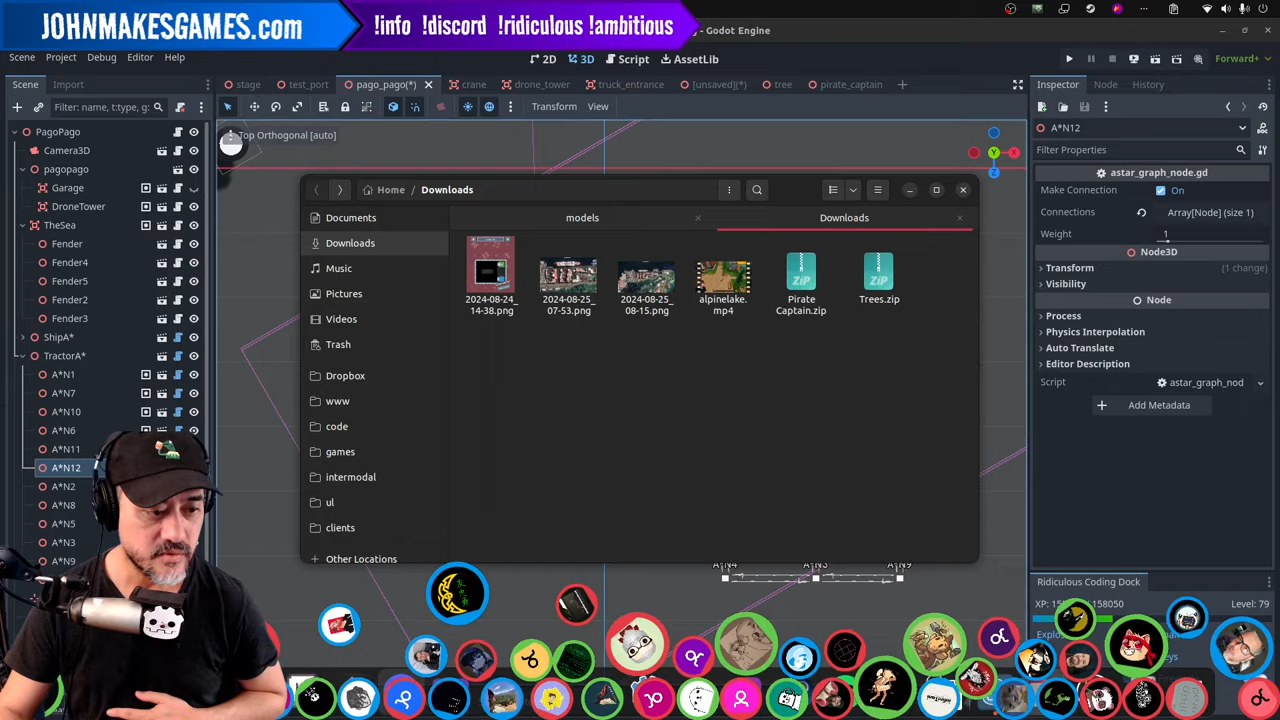 JOHNMAKESGAMES.com
!info !discord !ridiculous !ambitious
- Godot Engine
Scene Project Debug Editor Help
2D 3D Script AssetLib
Forward+
Scene Import
stage test_port pago_pago(*) crane drone_tower truck_entrance [unsaved](*) tree pirate_captain
Inspector Node History
Filter: name, t:type, g:
Transform View
PagoPago
Camera3D
pagopago
Garage
DroneTower
TheSea
Fender
Fender4
Fender5
Fender2
Fender3
ShipA*
TractorA*
A*N1
A*N7
A*N10
A*N6
A*N11
A*N12
A*N2
A*N8
A*N5
A*N3
A*N9
Top Orthogonal [auto]
Y
X
Z
Home / Downloads
Documents
Downloads
Music
Pictures
Videos
Trash
Dropbox
www
code
games
intermodal
ul
clients
Other Locations
models
Downloads
2024-08-24_
14-38.png
2024-08-25_
07-53.png
2024-08-25_
08-15.png
alpinelake.
mp4
ZIP
Pirate
Captain.zip
ZIP
Trees.zip
A*N4 A*N3 A*N9
A*N12
Filter Properties
astar_graph_node.gd
Make Connection On
Connections Array[Node] (size 1)
Weight 1
Node3D
Transform (1 change)
Visibility
Node
Process
Physics Interpolation
Auto Translate
Editor Description
Script astar_graph_nod
Add Metadata
Ridiculous Coding Dock
Level: 79